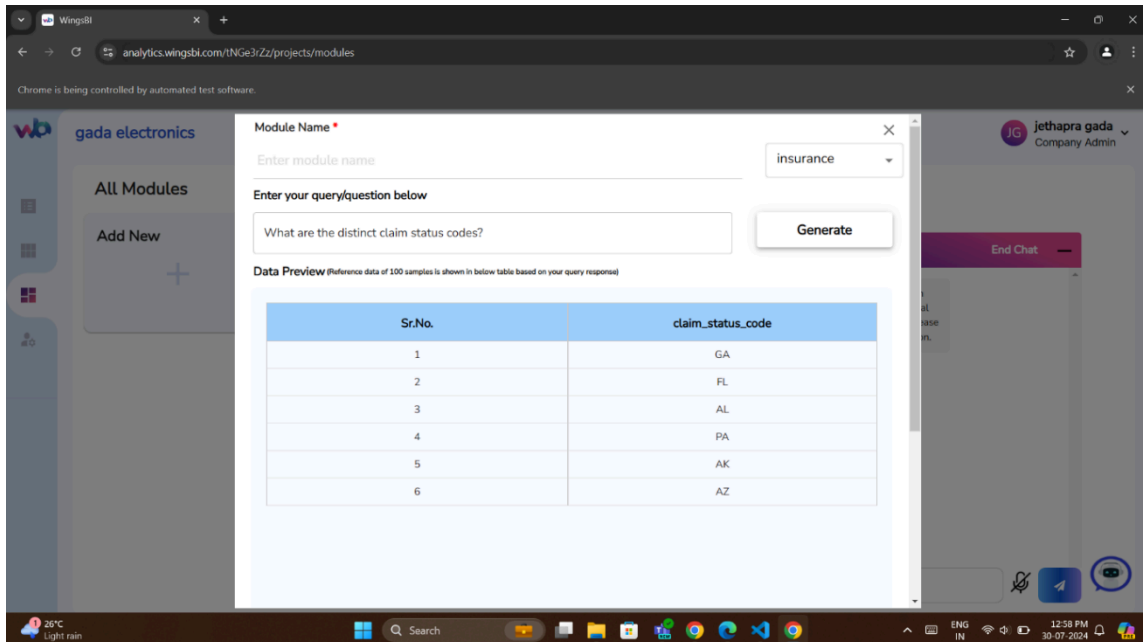 WingsBI
analytics.wingsbi.com/tNGe3rZz/projects/modules
Chrome is being controlled by automated test software.
wb
gada electronics
JG
jethapra gada
Company Admin
All Modules
Add New
Module Name *
Enter module name
insurance
Enter your query/question below
What are the distinct claim status codes?
Generate
Data Preview (Reference data of 100 samples is shown in below table based on your query response)
Sr.No. claim_status_code
1 GA
2 FL
3 AL
4 PA
5 AK
6 AZ
End Chat
26°C
Light rain
Search
ENG
IN
12:58 PM
30-07-2024